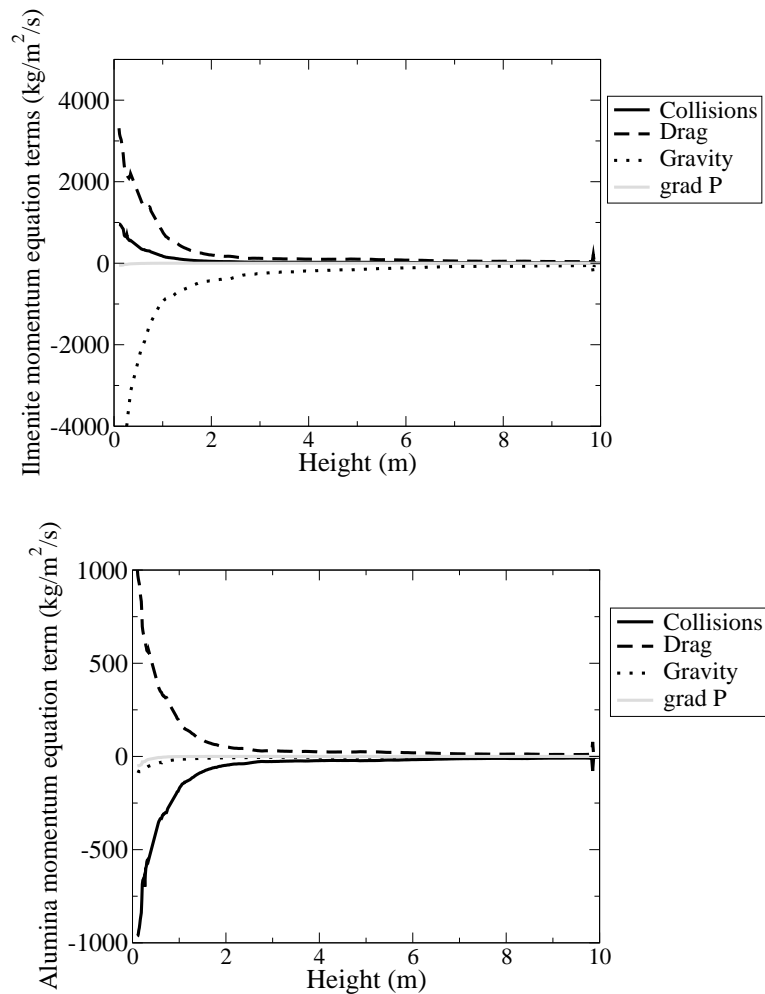 Ilmenite momentum equation terms (kg/m²/s)
4000
2000
0
-2000
-4000
0
2
4
6
8
10
Height (m)
Collisions
Drag
Gravity
grad P
Alumina momentum equation term (kg/m²/s)
1000
500
0
-500
-1000
0
2
4
6
8
10
Height (m)
Collisions
Drag
Gravity
grad P